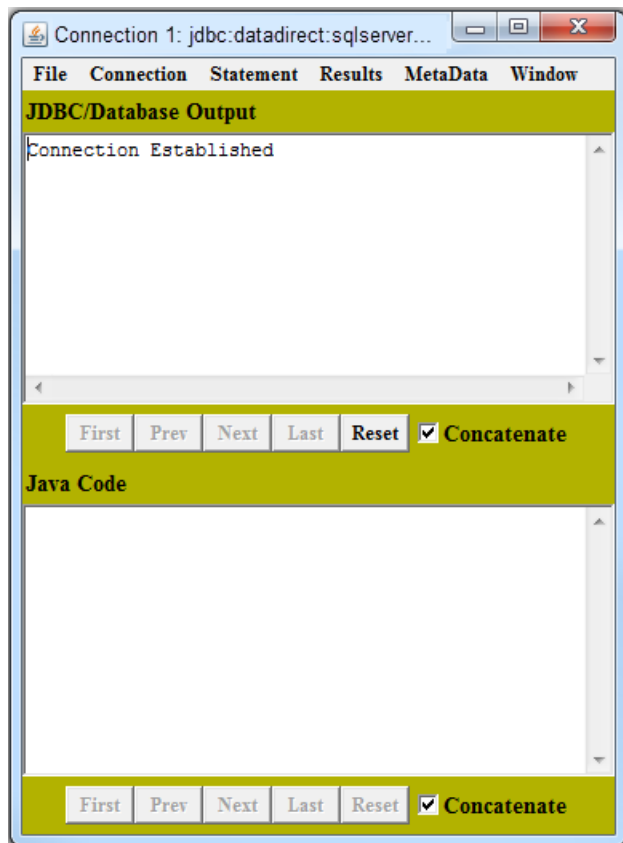 Connection 1: jdbc:datadirect:sqlserver...
File Connection Statement Results MetaData Window
JDBC/Database Output
Connection Established
First Prev Next Last Reset Concatenate
Java Code
First Prev Next Last Reset Concatenate